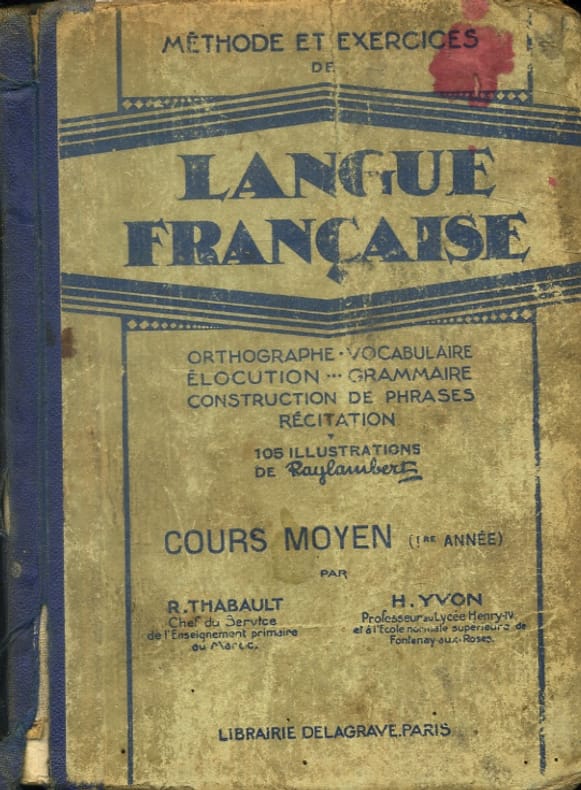 MÉTHODE ET EXERCICES
DE
LANGUE
FRANÇAISE
ORTHOGRAPHE · VOCABULAIRE
ÉLOCUTION ··· GRAMMAIRE
CONSTRUCTION DE PHRASES
RÉCITATION
105 ILLUSTRATIONS
DE Raylambert
COURS MOYEN (1RE ANNÉE)
PAR
R. THABAULT
Chef du Service
de l'Enseignement primaire
au Maroc.
H. YVON
Professeur au Lycée Henry-IV
et à l'École normale supérieure de
Fontenay-aux-Roses.
LIBRAIRIE DELAGRAVE. PARIS